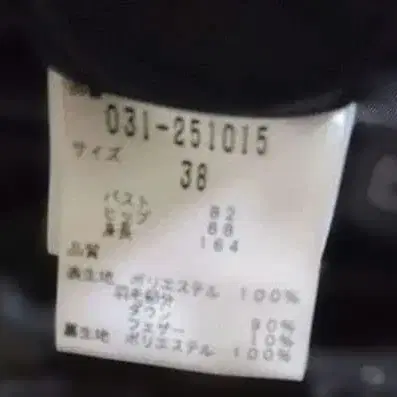 031-251015
サイズ
38
バスト 82
ヒップ 88
身長 164
品質
表生地 ポリエステル 100%
羽毛部分
ダウン 90%
フェザー 10%
裏生地 ポリエステル 100%